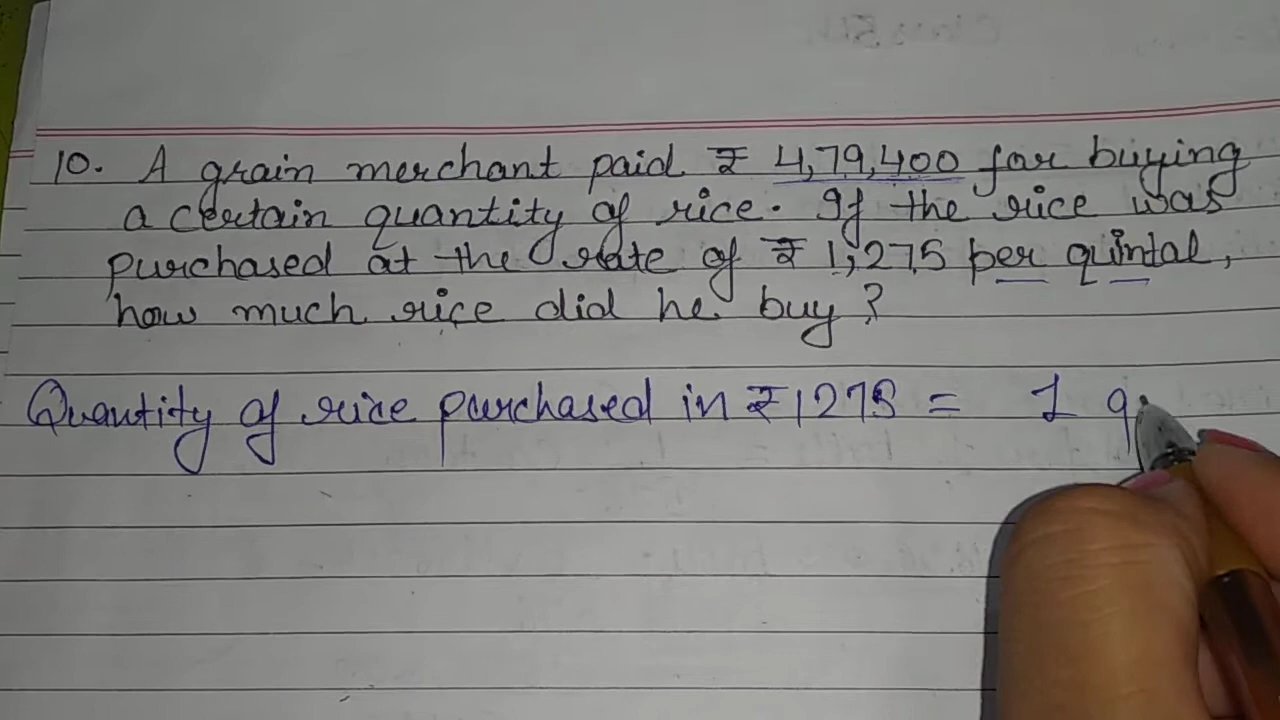 10. A grain merchant paid ₹ 4,79,400 for buying
a certain quantity of rice. If the rice was
purchased at the rate of ₹ 1,275 per quintal,
how much rice did he buy?
Quantity of rice purchased in ₹1275 = 1 q